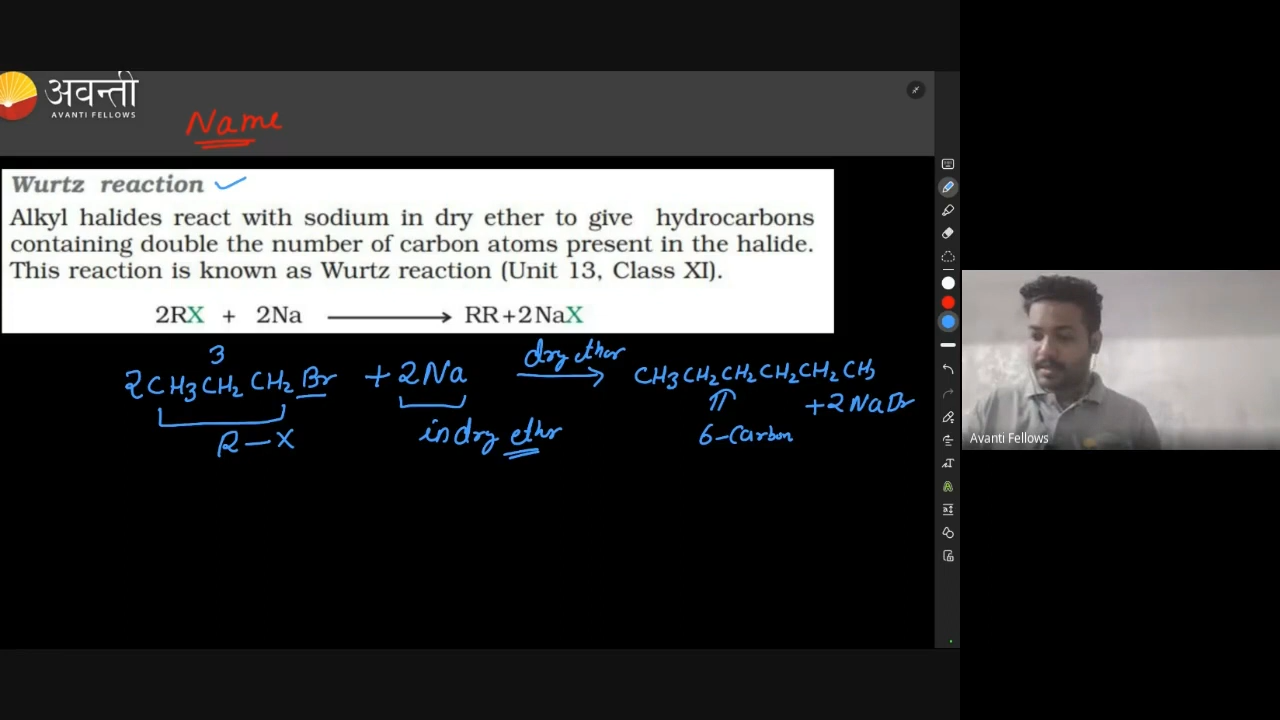 अवन्ती
AVANTI FELLOWS
Name
Wurtz reaction
Alkyl halides react with sodium in dry ether to give hydrocarbons
containing double the number of carbon atoms present in the halide.
This reaction is known as Wurtz reaction (Unit 13, Class XI).
2RX + 2Na ⟶ RR+2NaX
3
2CH3CH2CH2Br + 2Na dry ether ⟶ CH3CH2CH2CH2CH2CH3
+2NaBr
R-X
in dry ether
6-Carbon
Avanti Fellows